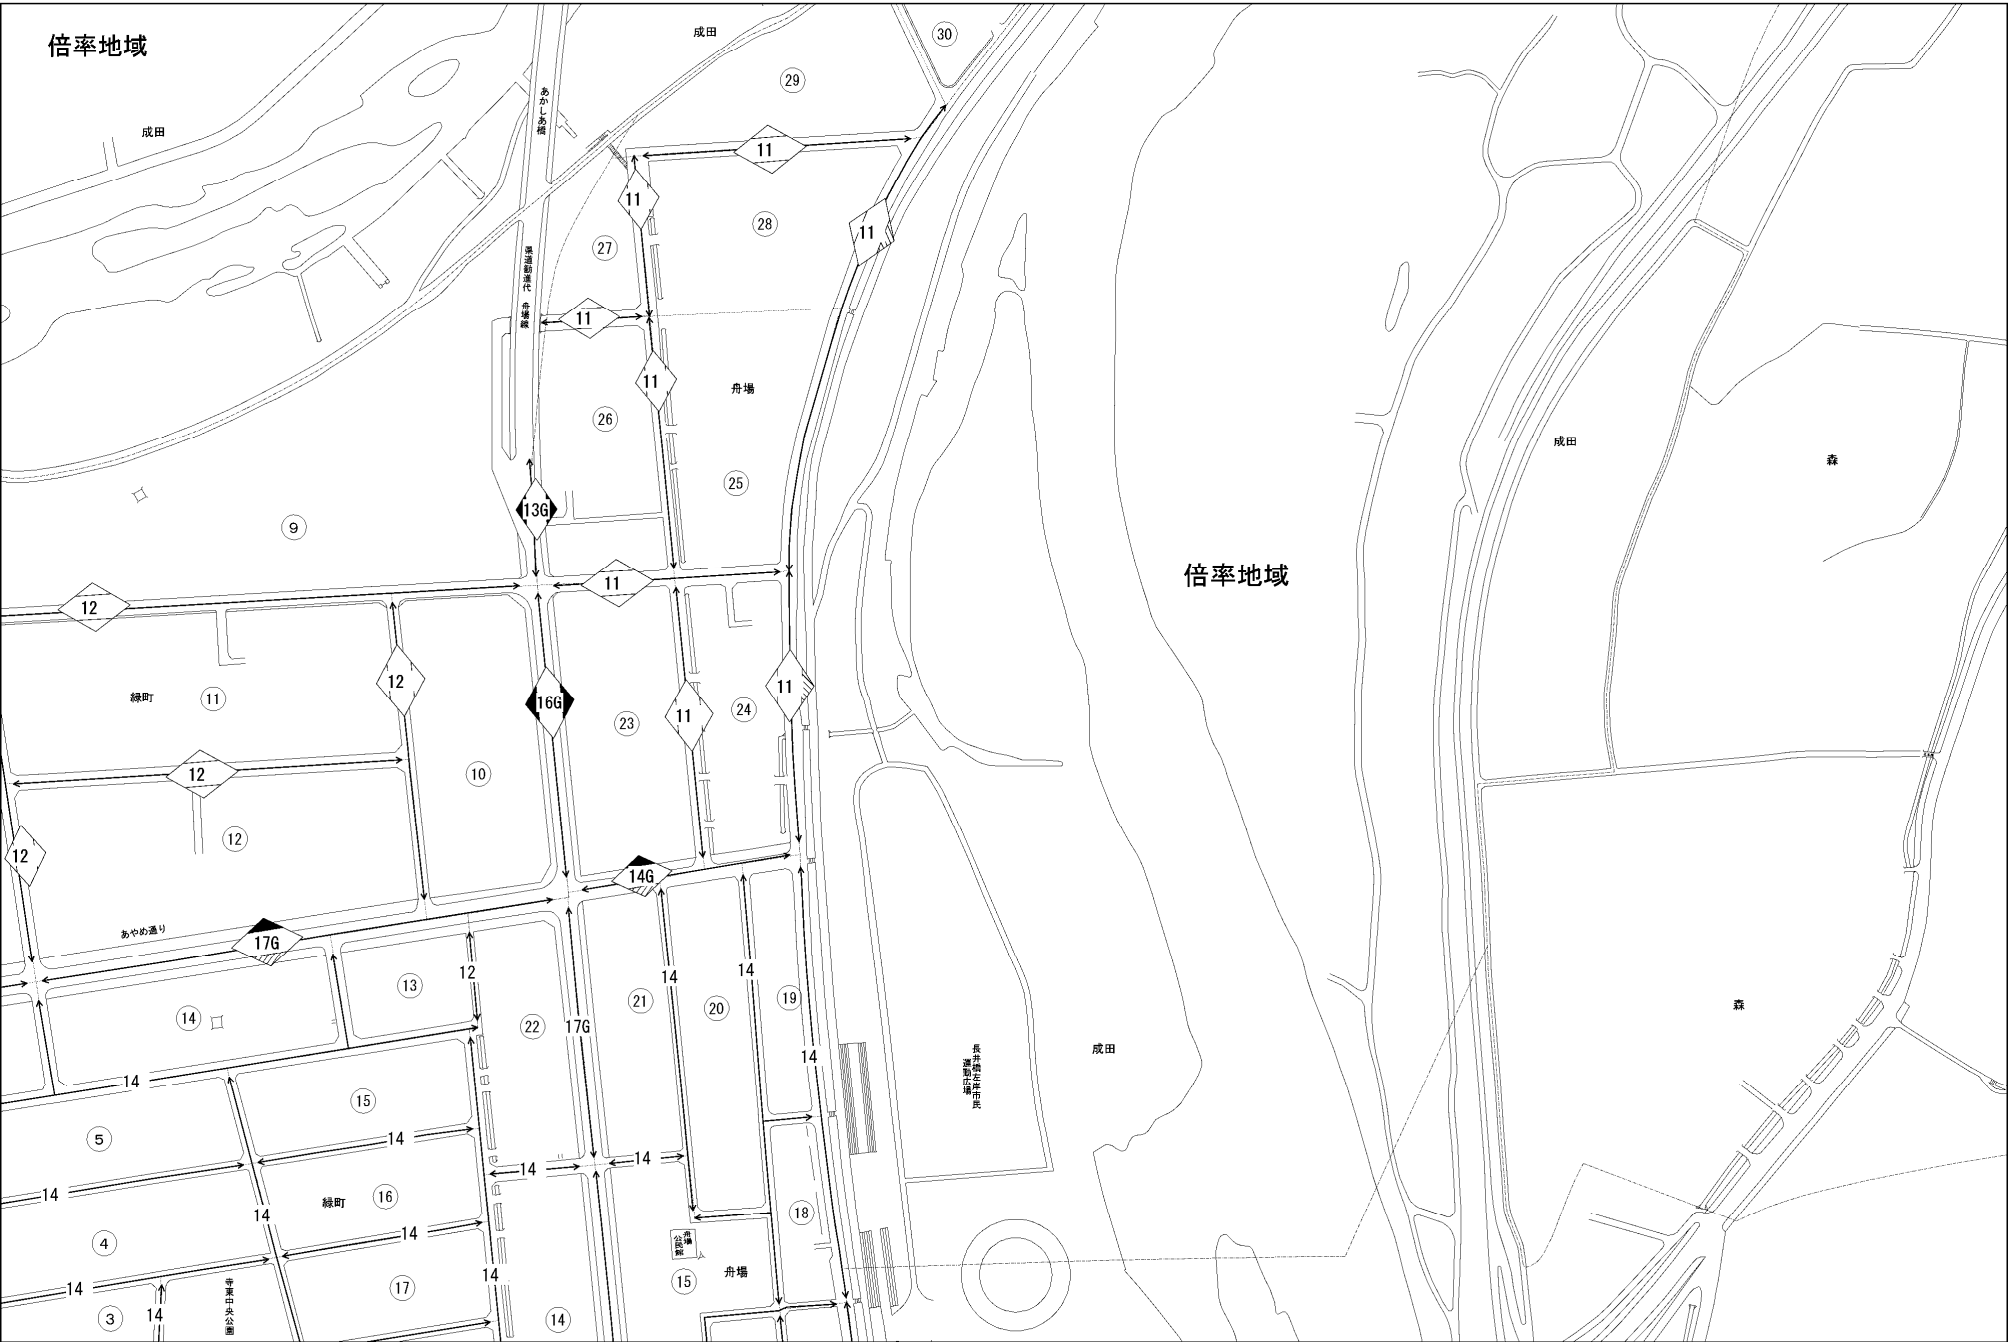 倍率地域
成田
30
29
あかしあ橋
成田
11
11
28
11
27
県道勧進代 舟場線
11
11
舟場
26
成田
森
25
13G
9
倍率地域
11
12
12
11
緑町
11
16G
23
11
24
12
10
12
12
14G
あやめ通り
17G
12
14
14
13
14
22
17G
21
20
19
14
森
14
長井橋左岸市民
運動広場
成田
15
5
14
14
14
14
緑町
16
14
18
4
14
舟場
公民館
舟場
15
14
14
17
寺東中央公園
3
14
14